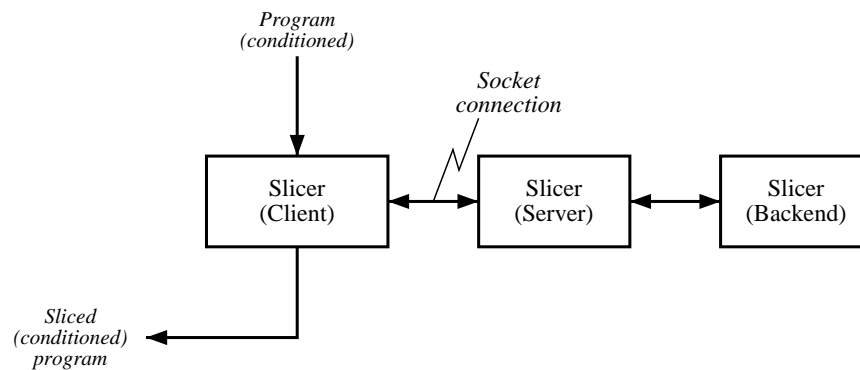 Program
(conditioned)
Socket
connection
Slicer
(Client)
Slicer
(Server)
Slicer
(Backend)
Sliced
(conditioned)
program